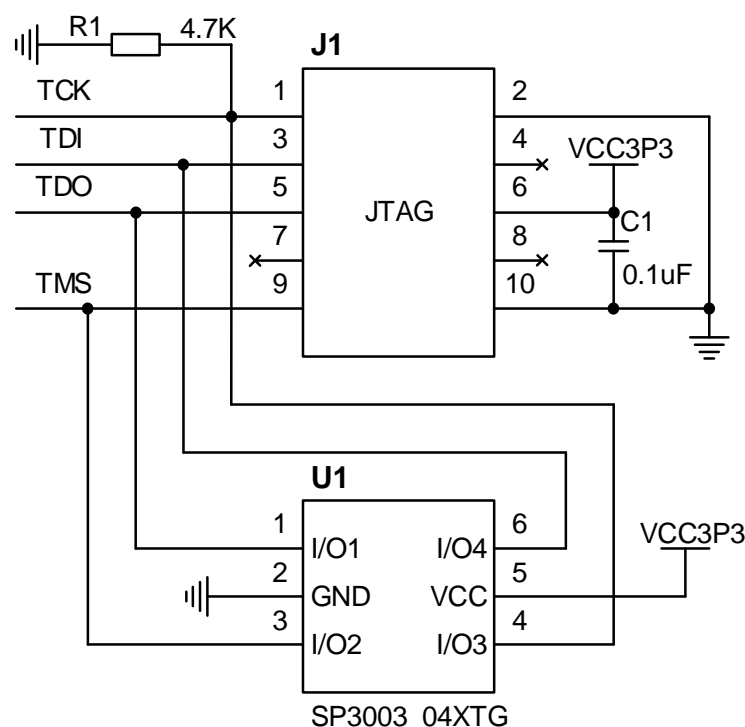 R1 4.7K
J1
TCK 1 2
TDI 3 4 VCC3P3
TDO 5 6
JTAG C1
7 8
0.1uF
TMS 9 10
U1
1 I/O1 I/O4 6
VCC3P3
2 GND VCC 5
3 I/O2 I/O3 4
SP3003_04XTG